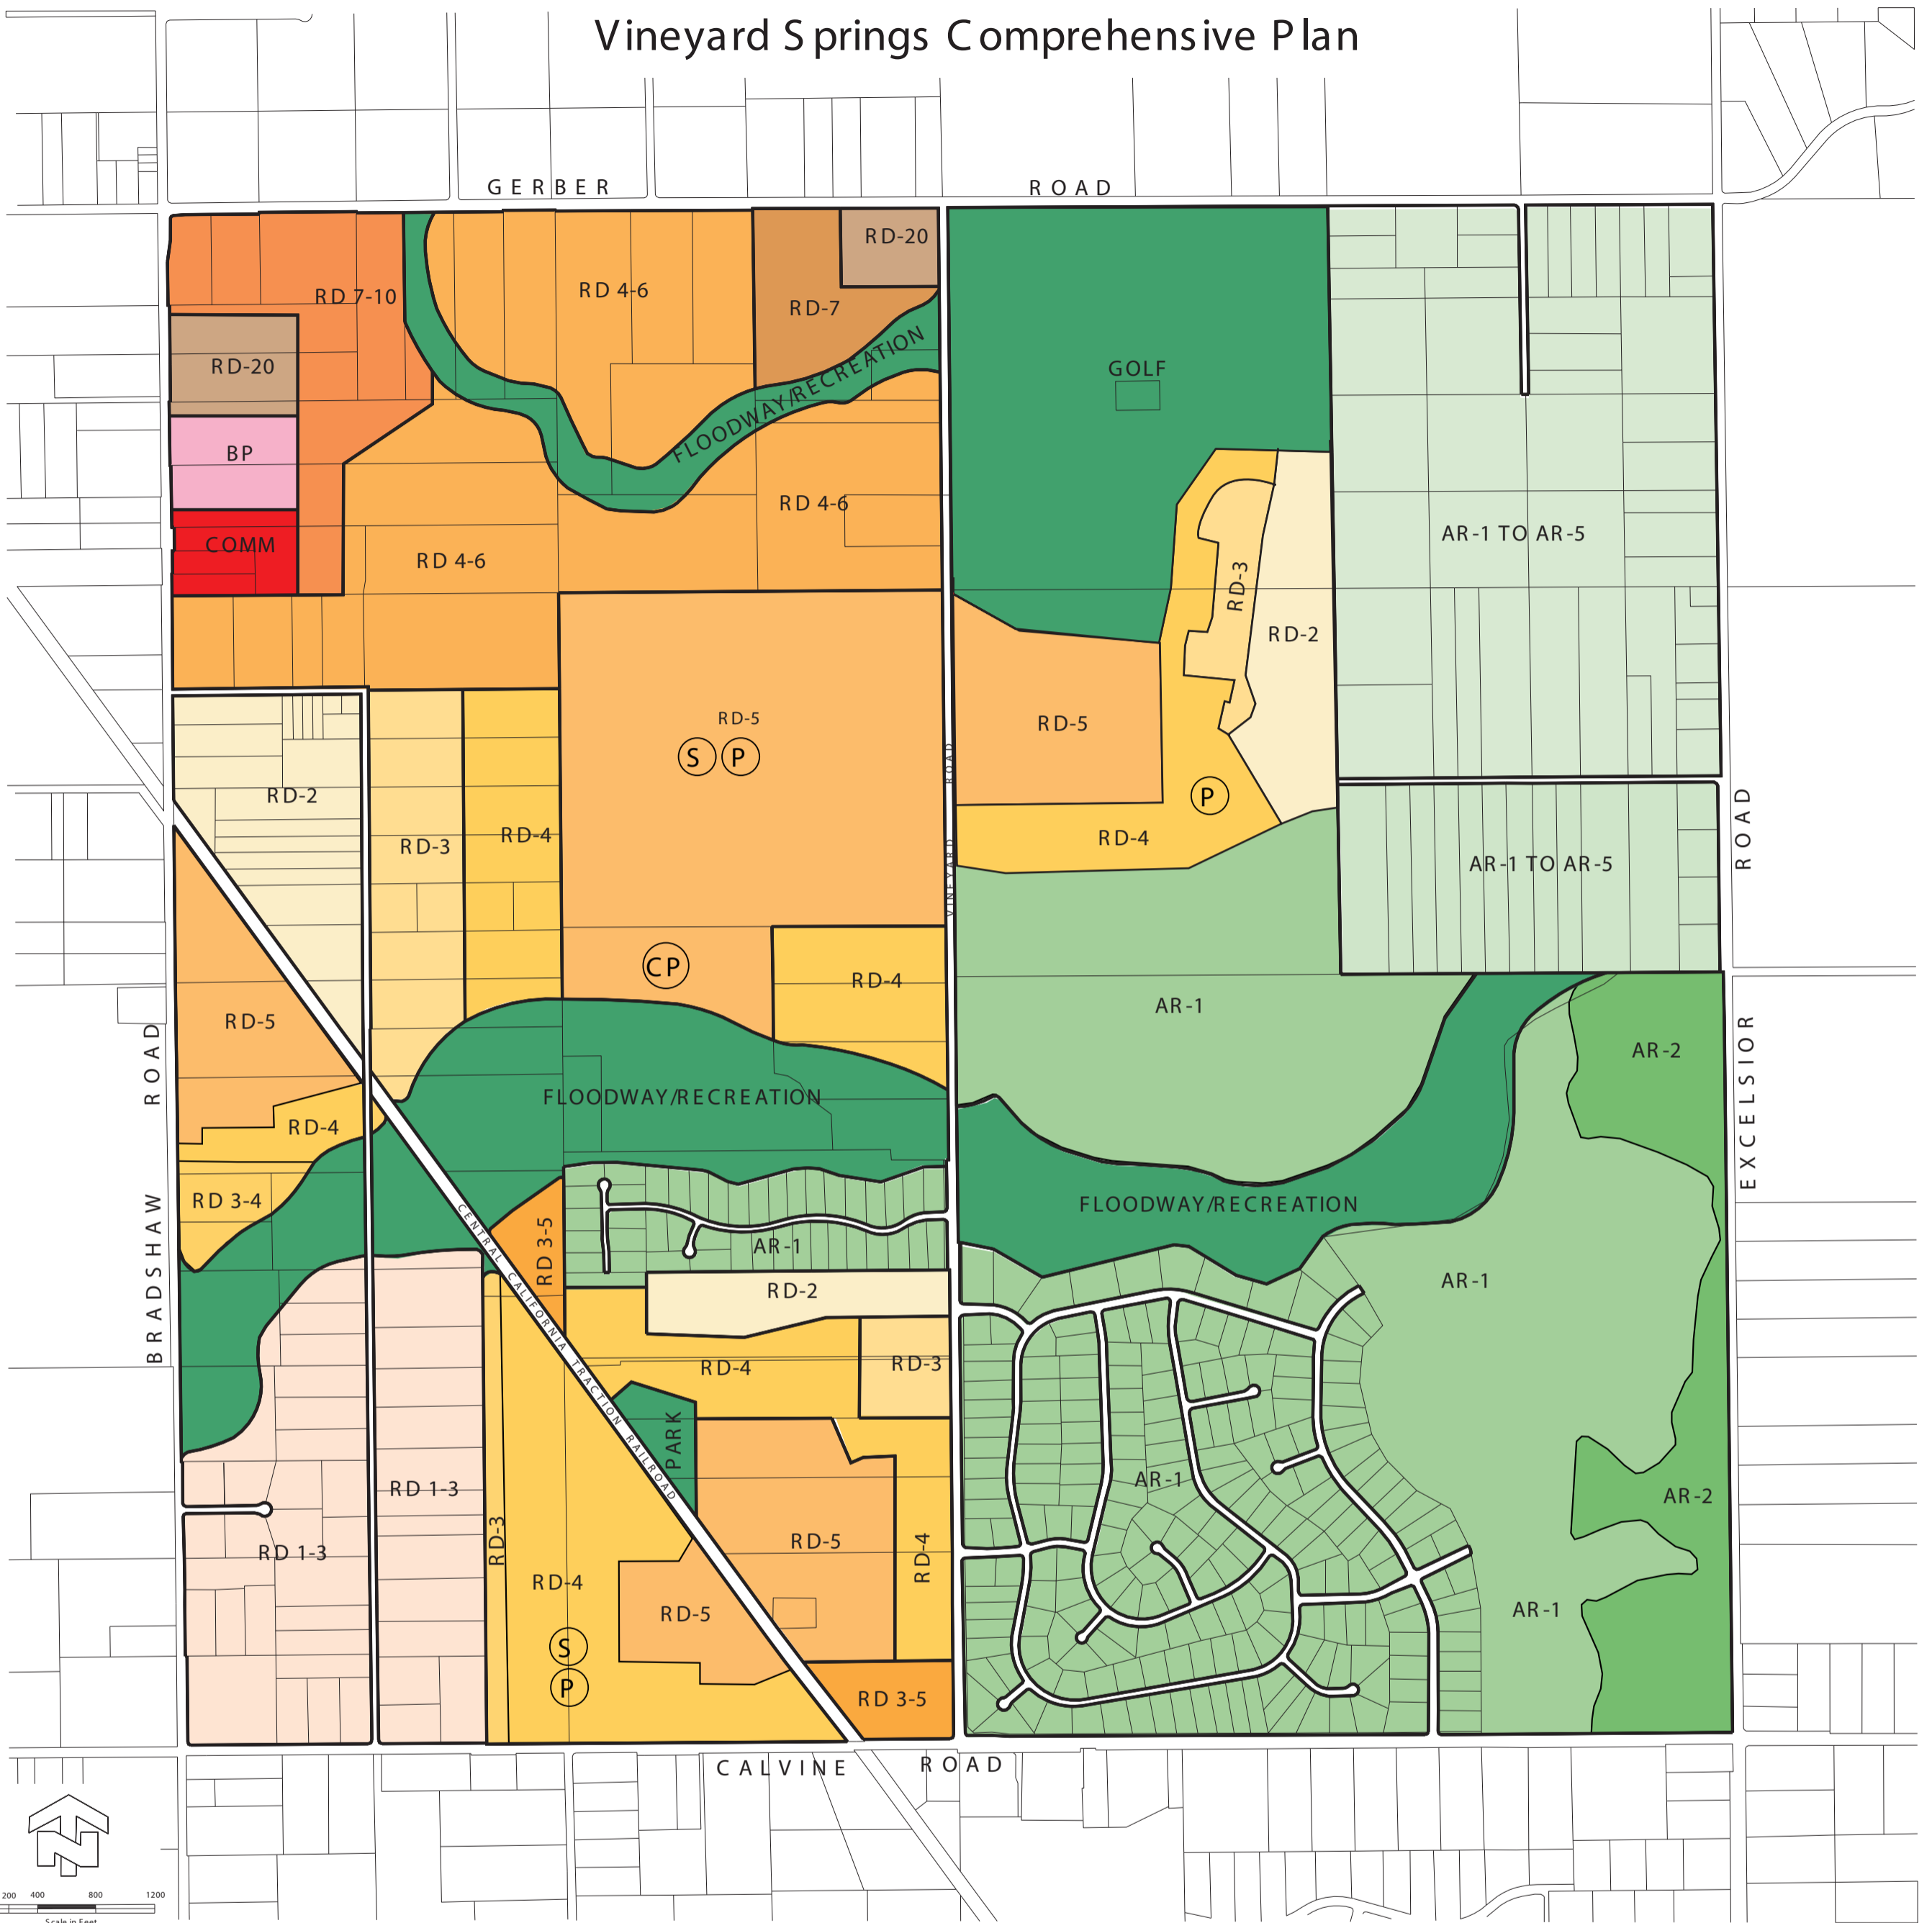 Vineyard Springs Comprehensive Plan
GERBER ROAD
RD-20
RD 7-10
RD 4-6
RD-7
FLOODWAY/RECREATION
RD-20
GOLF
BP
RD 4-6
COMM
RD 4-6
AR-1 TO AR-5
RD-3
RD-2
RD-5
S P
RD-5
VINEYARD ROAD
RD-2
P
RD-3
RD-4
RD-4
AR-1 TO AR-5
ROAD
CP
RD-4
AR-1
RD-5
AR-2
EXCELSIOR
ROAD
FLOODWAY/RECREATION
RD-4
RD 3-4
FLOODWAY/RECREATION
BRADSHAW
CENTRAL CALIFORNIA TRACTION RAILROAD
RD 3-5
AR-1
AR-1
RD-2
RD-4
RD-3
PARK
RD 1-3
AR-1
AR-2
RD-3
RD-5
RD-4
RD 1-3
RD-4
RD-5
AR-1
S
P
RD 3-5
CALVINE ROAD
N
200 400 800 1200
Scale in Feet